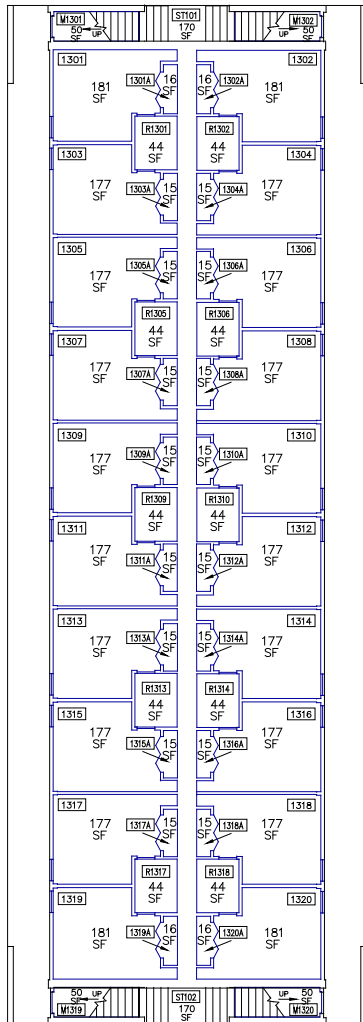 M1301 ST101 M1302
50 SF UP 170 SF UP 50 SF
1301 1302
1301A 16 SF 16 SF 1302A
181 SF 181 SF
R1301 R1302
44 SF 44 SF
1303 1304
177 SF 177 SF
1303A 15 SF 15 SF 1304A
1305 1306
1305A 15 SF 15 SF 1306A
177 SF 177 SF
R1305 R1306
44 SF 44 SF
1307 1308
177 SF 177 SF
1307A 15 SF 15 SF 1308A
1309 1310
1309A 15 SF 15 SF 1310A
177 SF 177 SF
R1309 R1310
44 SF 44 SF
1311 1312
177 SF 177 SF
1311A 15 SF 15 SF 1312A
1313 1314
1313A 15 SF 15 SF 1314A
177 SF 177 SF
R1313 R1314
44 SF 44 SF
1315 1316
177 SF 177 SF
1315A 15 SF 15 SF 1316A
1317 1318
1317A 15 SF 15 SF 1318A
177 SF 177 SF
R1317 R1318
44 SF 44 SF
1319 1320
181 SF 181 SF
1319A 16 SF 16 SF 1320A
50 SF UP ST102 UP 50 SF
M1319 170 SF M1320